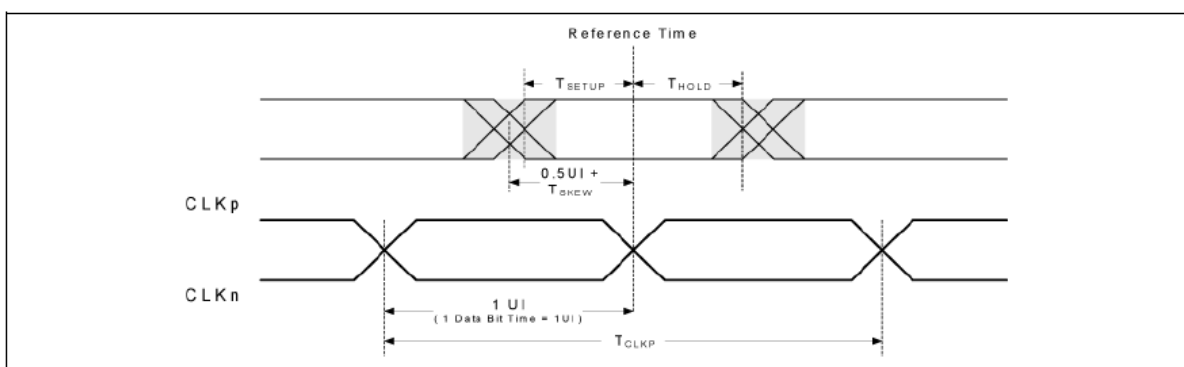 Reference Time
TSETUP THOLD
0.5UI +
TSKEW
CLKp
CLKn
1 UI
( 1 Data Bit Time = 1UI )
TCLKP